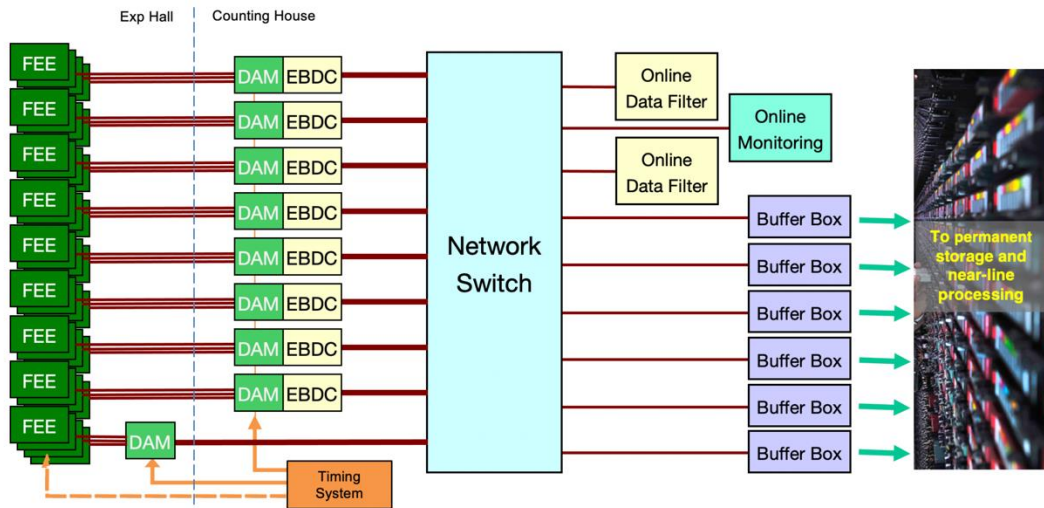 Exp Hall
Counting House
FEE
DAM EBDC
FEE
DAM EBDC
FEE
DAM EBDC
FEE
DAM EBDC
FEE
DAM EBDC
FEE
DAM EBDC
FEE
DAM EBDC
FEE
DAM EBDC
FEE
DAM
Timing
System
Network
Switch
Online
Data Filter
Online
Monitoring
Online
Data Filter
Buffer Box
Buffer Box
Buffer Box
Buffer Box
Buffer Box
Buffer Box
To permanent
storage and
near-line
processing